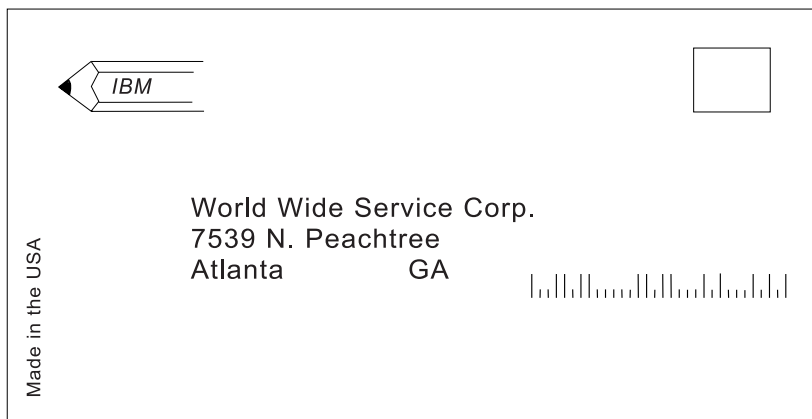 IBM
World Wide Service Corp.
7539 N. Peachtree
Atlanta GA
Made in the USA